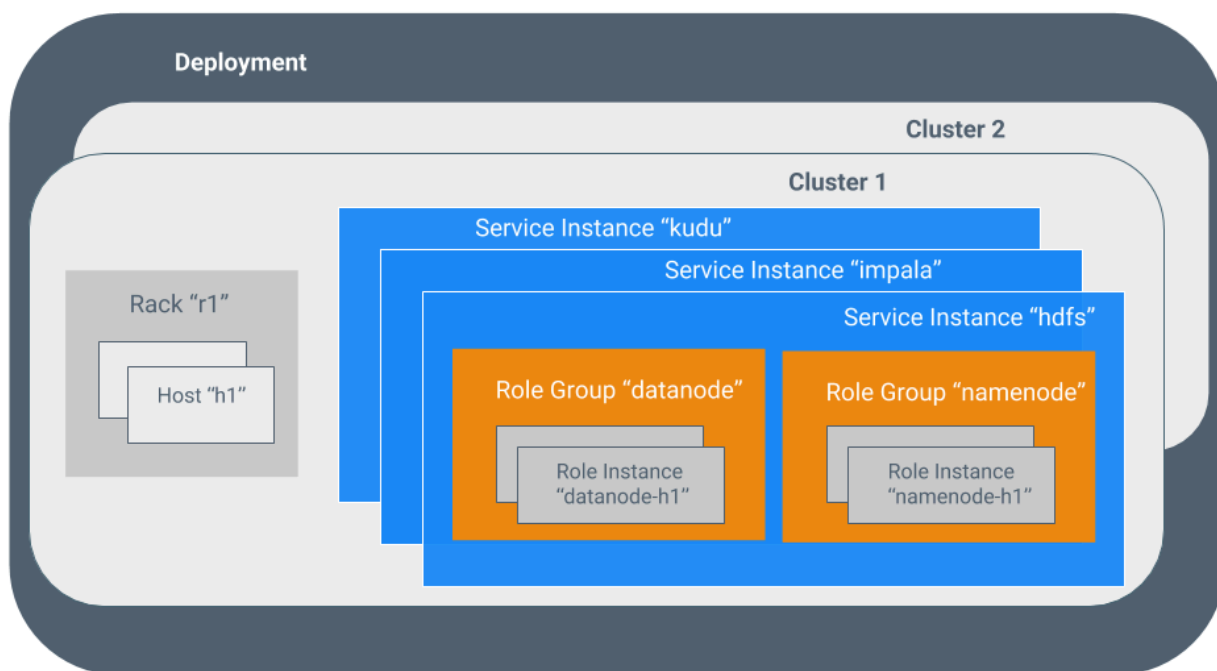 Deployment
Cluster 2
Cluster 1
Service Instance “kudu”
Service Instance “impala”
Service Instance “hdfs”
Rack “r1”
Host “h1”
Role Group “datanode”
Role Instance
“datanode-h1”
Role Group “namenode”
Role Instance
“namenode-h1”